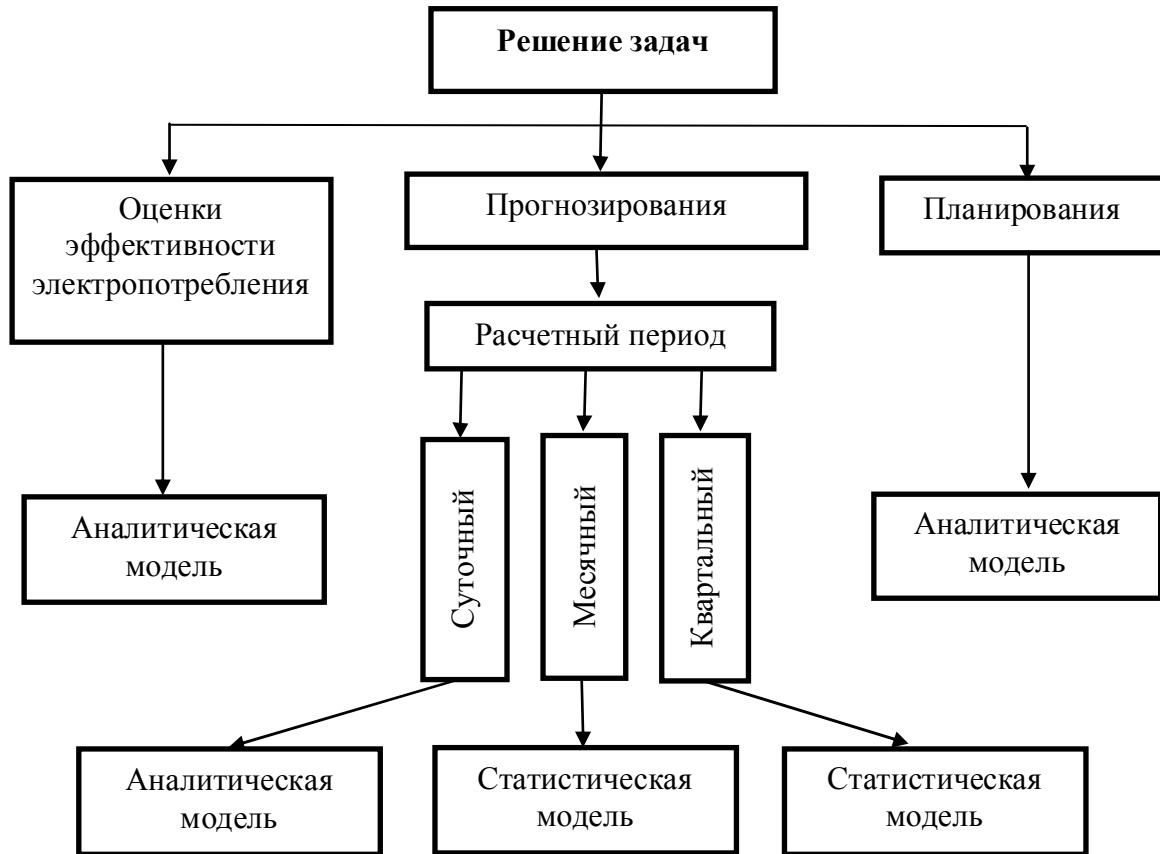 Решение задач
Оценки
эффективности
электропотребления
Прогнозирования
Планирования
Расчетный период
Суточный
Месячный
Квартальный
Аналитическая
модель
Аналитическая
модель
Аналитическая
модель
Статистическая
модель
Статистическая
модель